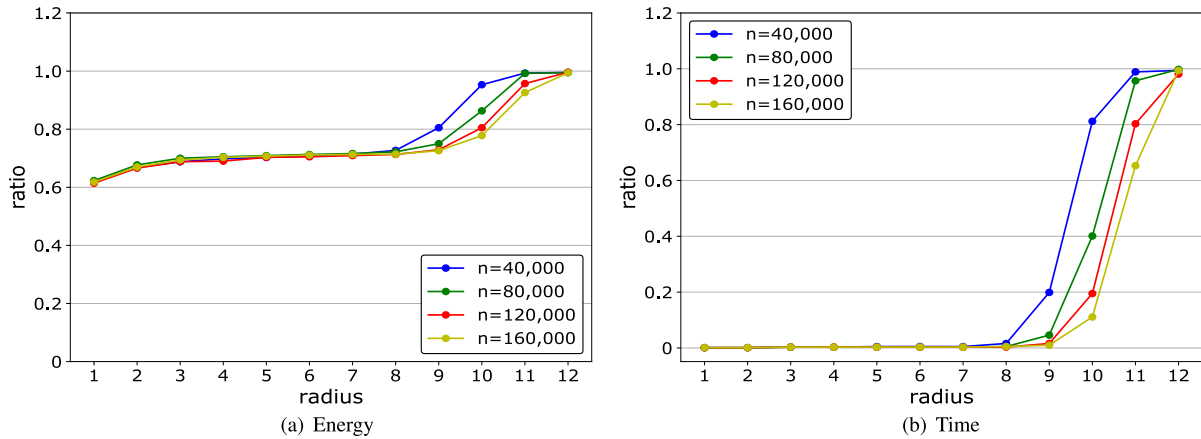 1.2
1.0
0.8
0.6
0.4
0.2
0
ratio
n=40,000
n=80,000
n=120,000
n=160,000
1 2 3 4 5 6 7 8 9 10 11 12
radius
(a) Energy
1.2
1.0
0.8
0.6
0.4
0.2
0
ratio
n=40,000
n=80,000
n=120,000
n=160,000
1 2 3 4 5 6 7 8 9 10 11 12
radius
(b) Time